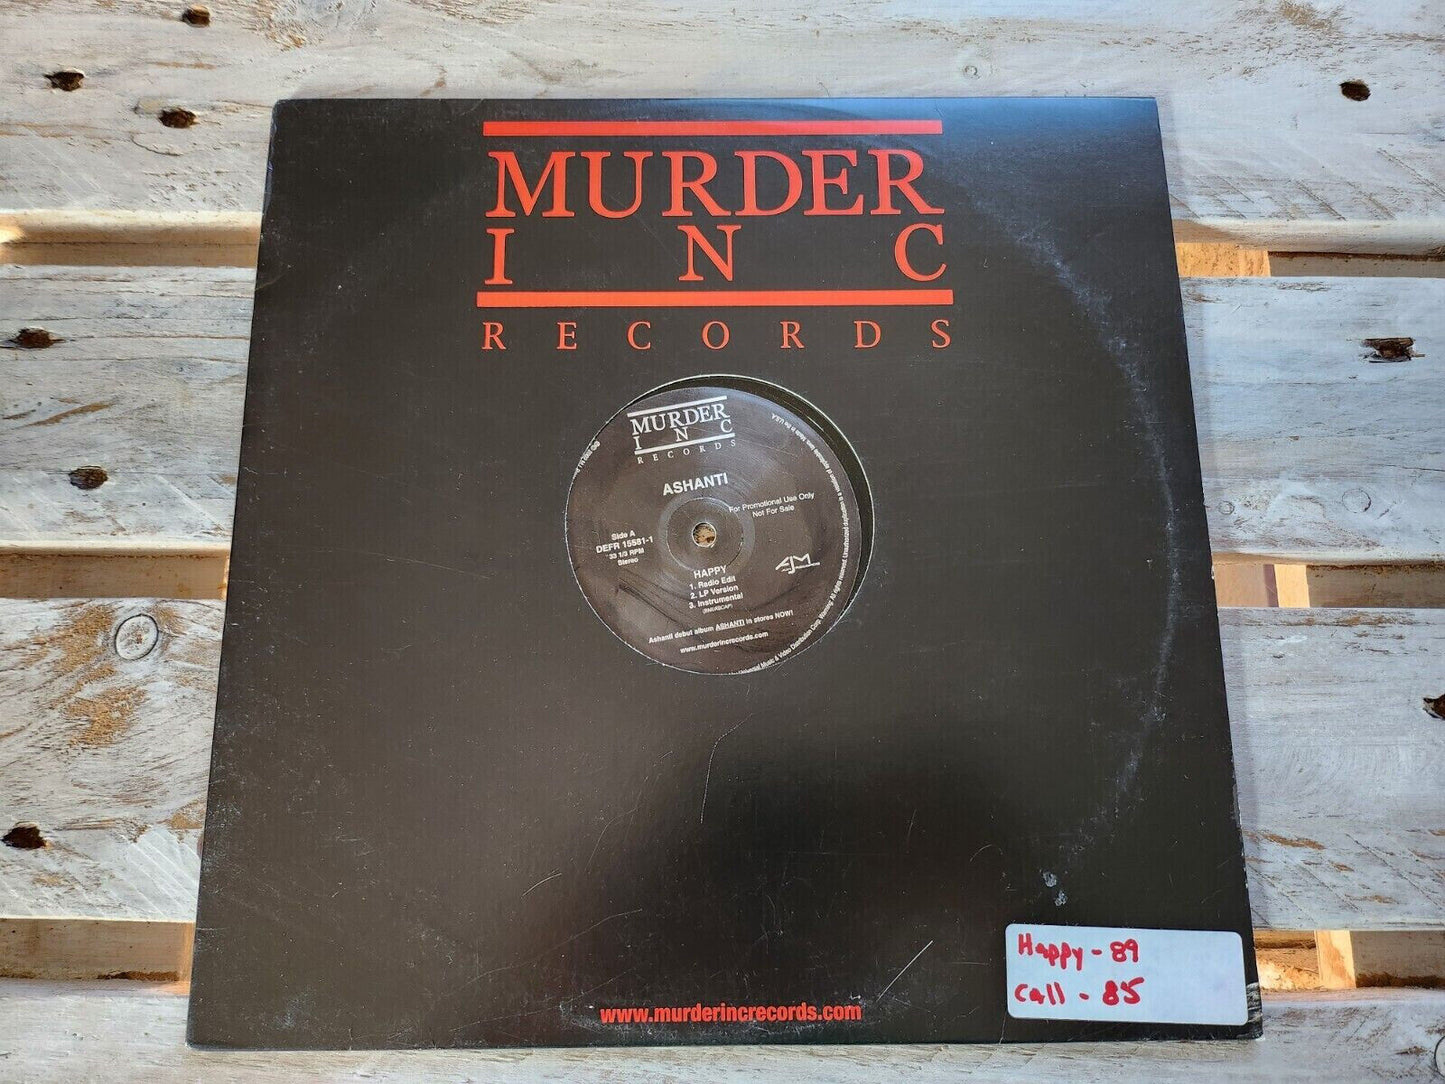 MURDER
INC
RECORDS
MURDER
INC
RECORDS
ASHANTI
For Promotional Use Only
Not For Sale
Side A
DEFR 15581-1
33 1/3 RPM
Stereo
HAPPY
1. Radio Edit
2. LP Version
3. Instrumental
Ashanti debut album ASHANTI in stores NOW!
www.murderincrecords.com
www.murderincrecords.com
Happy - 89
Call - 85